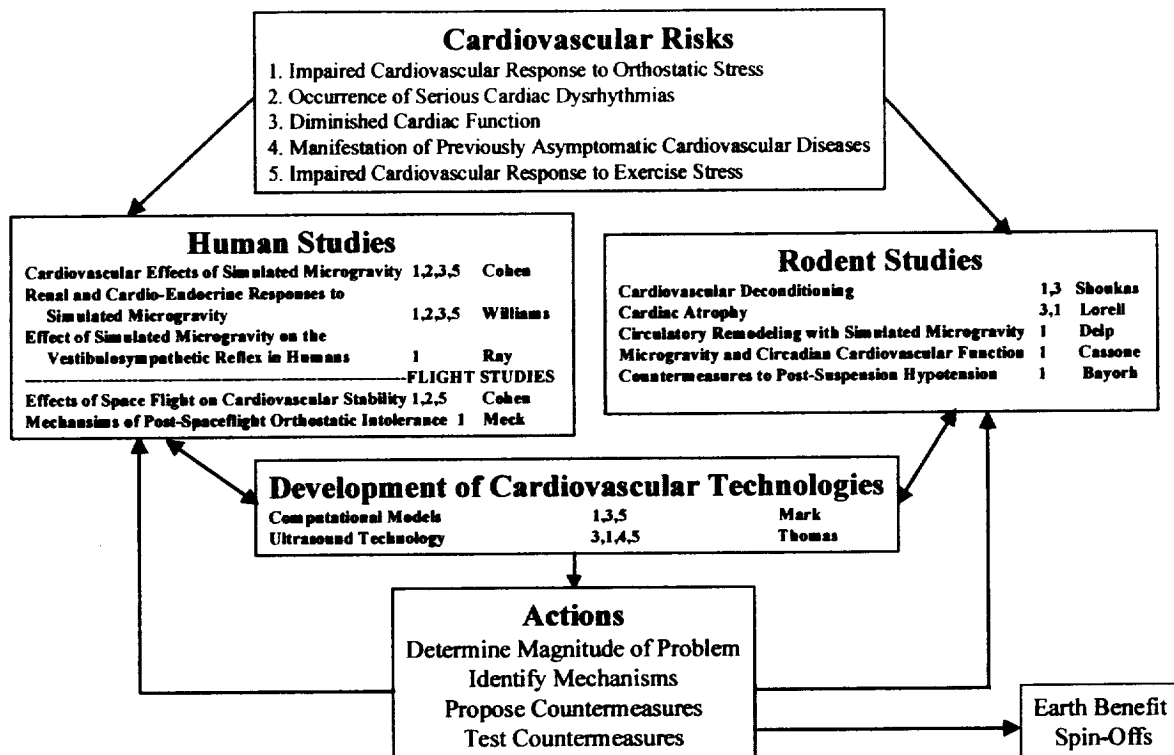 Cardiovascular Risks
1. Impaired Cardiovascular Response to Orthostatic Stress
2. Occurrence of Serious Cardiac Dysrhythmias
3. Diminished Cardiac Function
4. Manifestation of Previously Asymptomatic Cardiovascular Diseases
5. Impaired Cardiovascular Response to Exercise Stress
Human Studies
Cardiovascular Effects of Simulated Microgravity 1,2,3,5 Cohen
Renal and Cardio-Endocrine Responses to
Simulated Microgravity 1,2,3,5 Williams
Effect of Simulated Microgravity on the
Vestibulosympathetic Reflex in Humans 1 Ray
FLIGHT STUDIES
Effects of Space Flight on Cardiovascular Stability 1,2,5 Cohen
Mechansims of Post-Spaceflight Orthostatic Intolerance 1 Meck
Rodent Studies
Cardiovascular Deconditioning 1,3 Shoukas
Cardiac Atrophy 3,1 Lorell
Circulatory Remodeling with Simulated Microgravity 1 Delp
Microgravity and Circadian Cardiovascular Function 1 Cassone
Countermeasures to Post-Suspension Hypotension 1 Bayorh
Development of Cardiovascular Technologies
Computational Models 1,3,5 Mark
Ultrasound Technology 3,1,4,5 Thomas
Actions
Determine Magnitude of Problem
Identify Mechanisms
Propose Countermeasures
Test Countermeasures
Earth Benefit
Spin-Offs